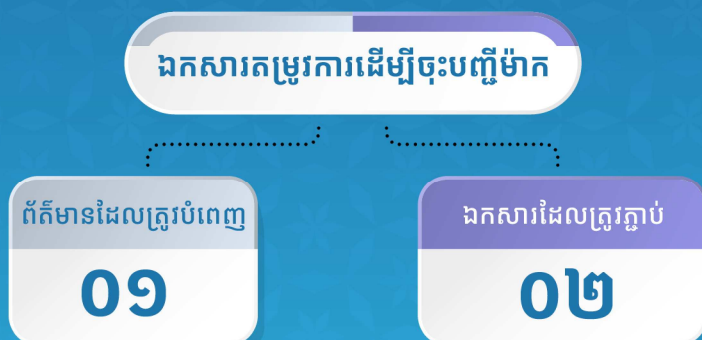 ឯកសារតម្រូវការដើម្បីចុះបញ្ជីម៉ាក
ព័ត៌មានដែលត្រូវបំពេញ
០១
ឯកសារដែលត្រូវភ្ជាប់
០២